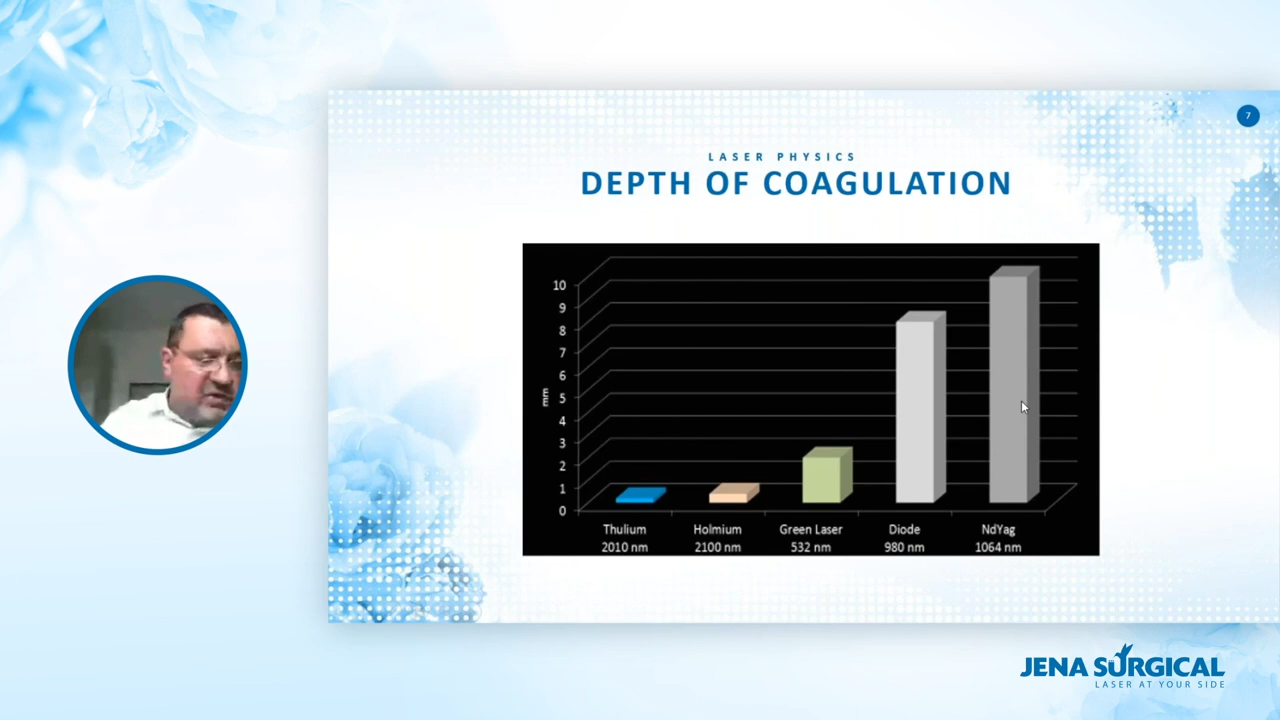 7
LASER PHYSICS
DEPTH OF COAGULATION
10
9
8
7
6
5
4
3
2
1
0
mm
Thulium
2010 nm
Holmium
2100 nm
Green Laser
532 nm
Diode
980 nm
NdYag
1064 nm
JENA SURGICAL
LASER AT YOUR SIDE